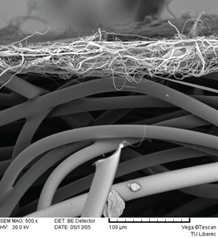 SEM MAG: 500 x DET: BE Detector
HV: 30.0 kV DATE: 05/13/05 100 µm Vega ©Tescan
TU Liberec